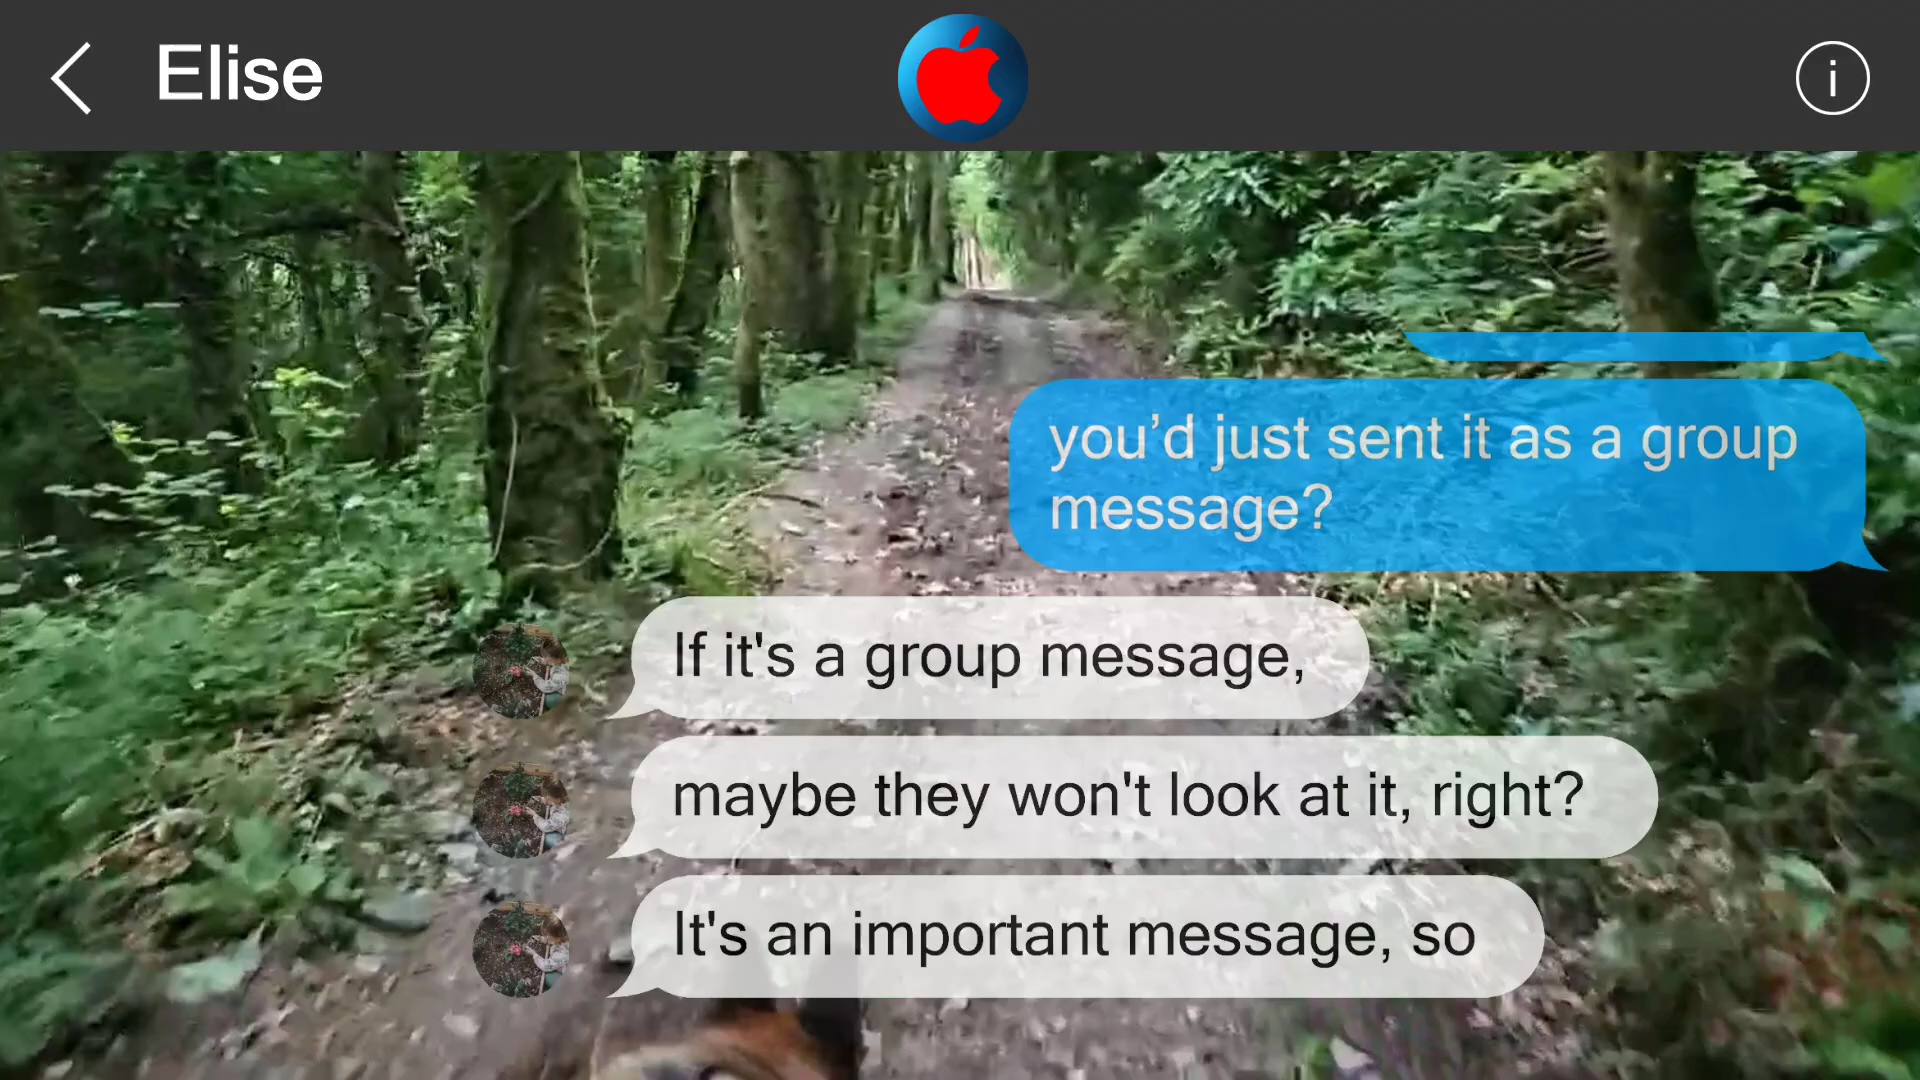 Elise
i
you’d just sent it as a group
message?
If it's a group message,
maybe they won't look at it, right?
It's an important message, so